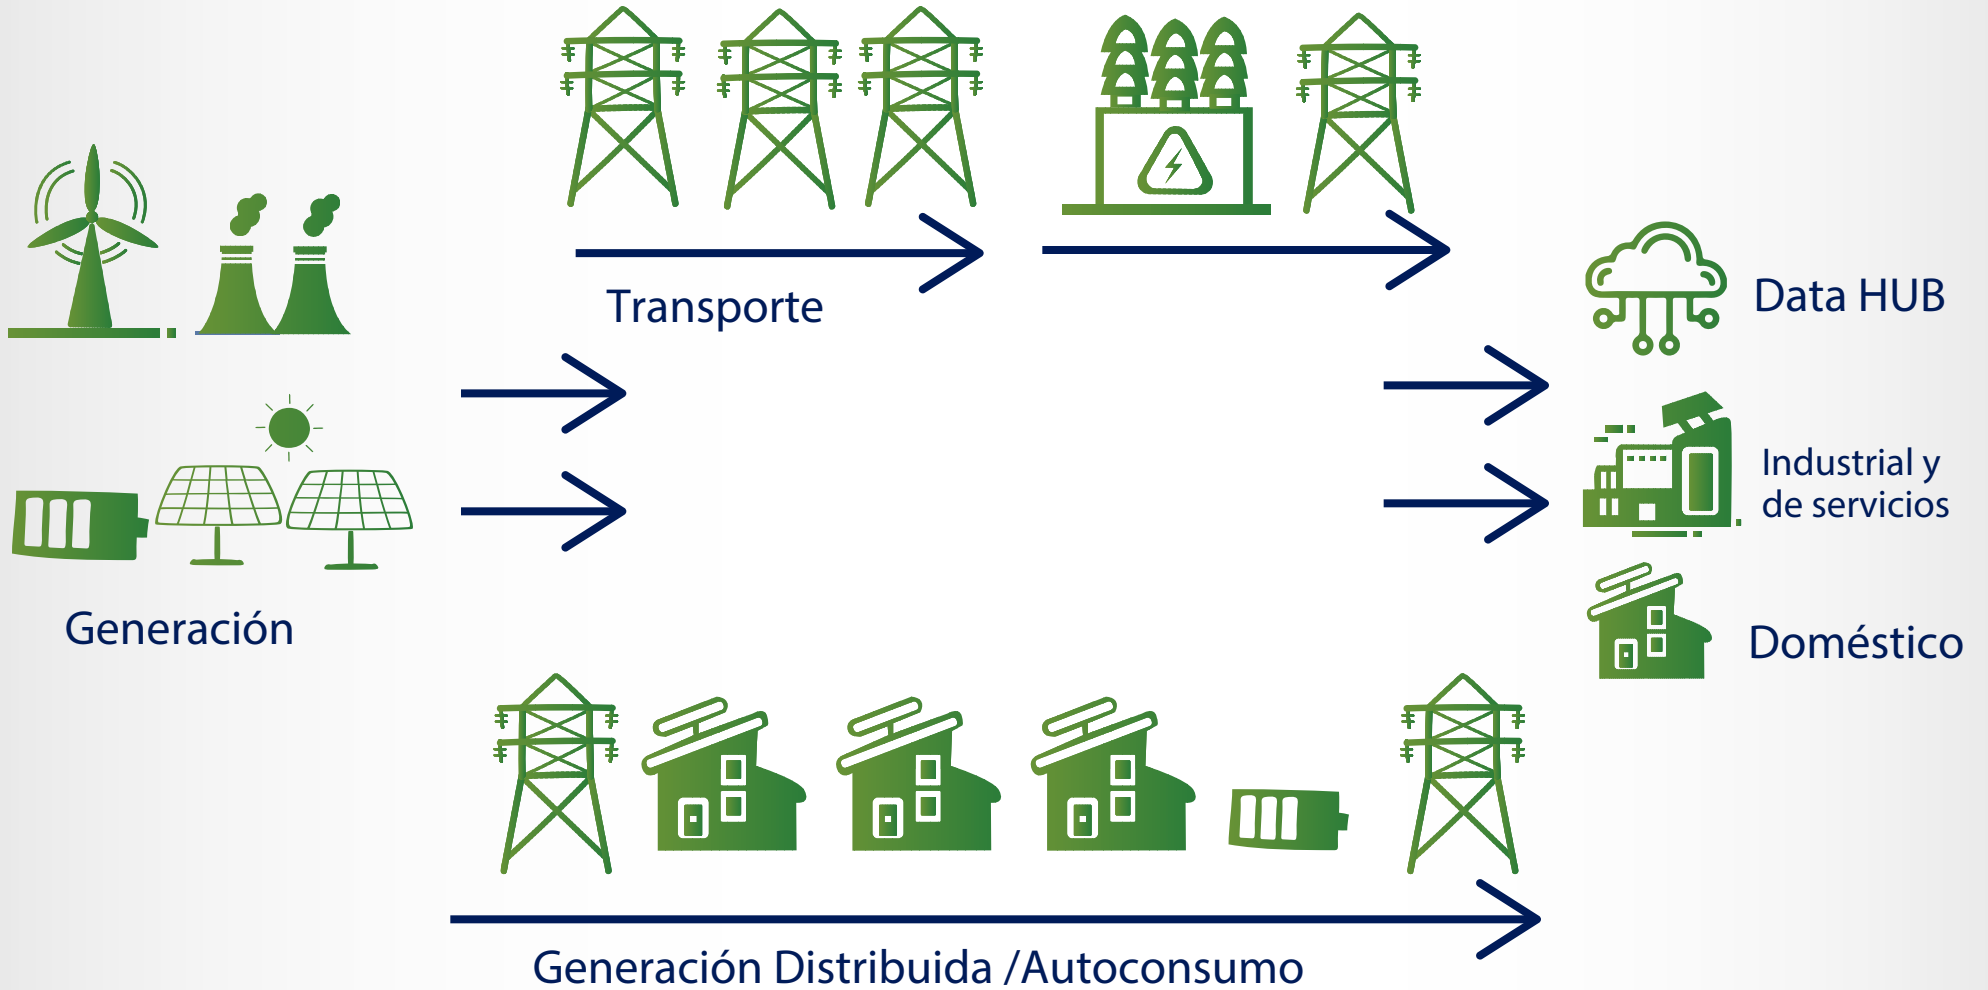 Transporte
Data HUB
Industrial y
de servicios
Generación
Doméstico
Generación Distribuida /Autoconsumo